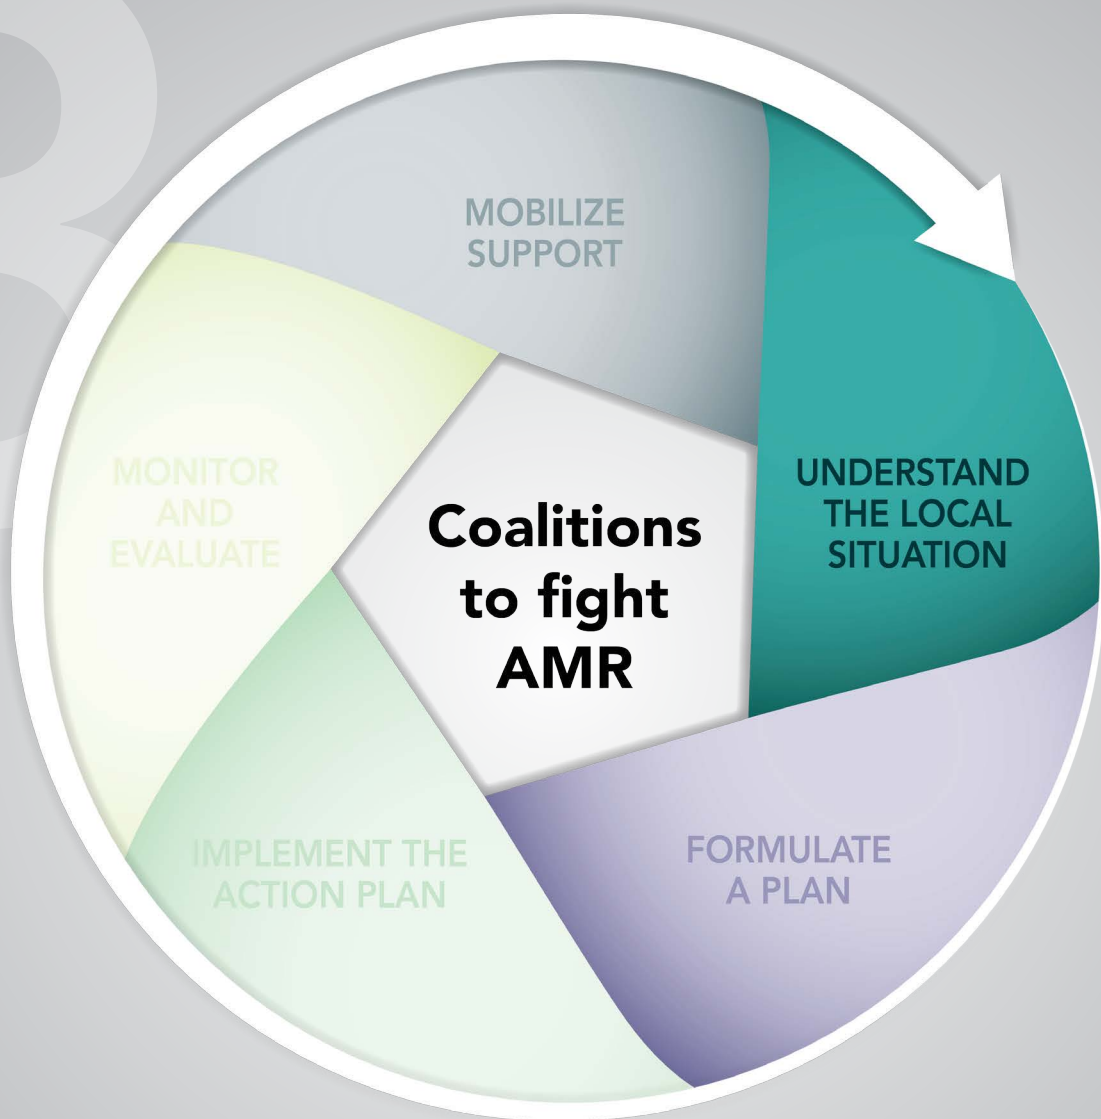 MOBILIZE
SUPPORT
UNDERSTAND
THE LOCAL
SITUATION
FORMULATE
A PLAN
IMPLEMENT THE
ACTION PLAN
MONITOR
AND
EVALUATE
Coalitions
to fight
AMR